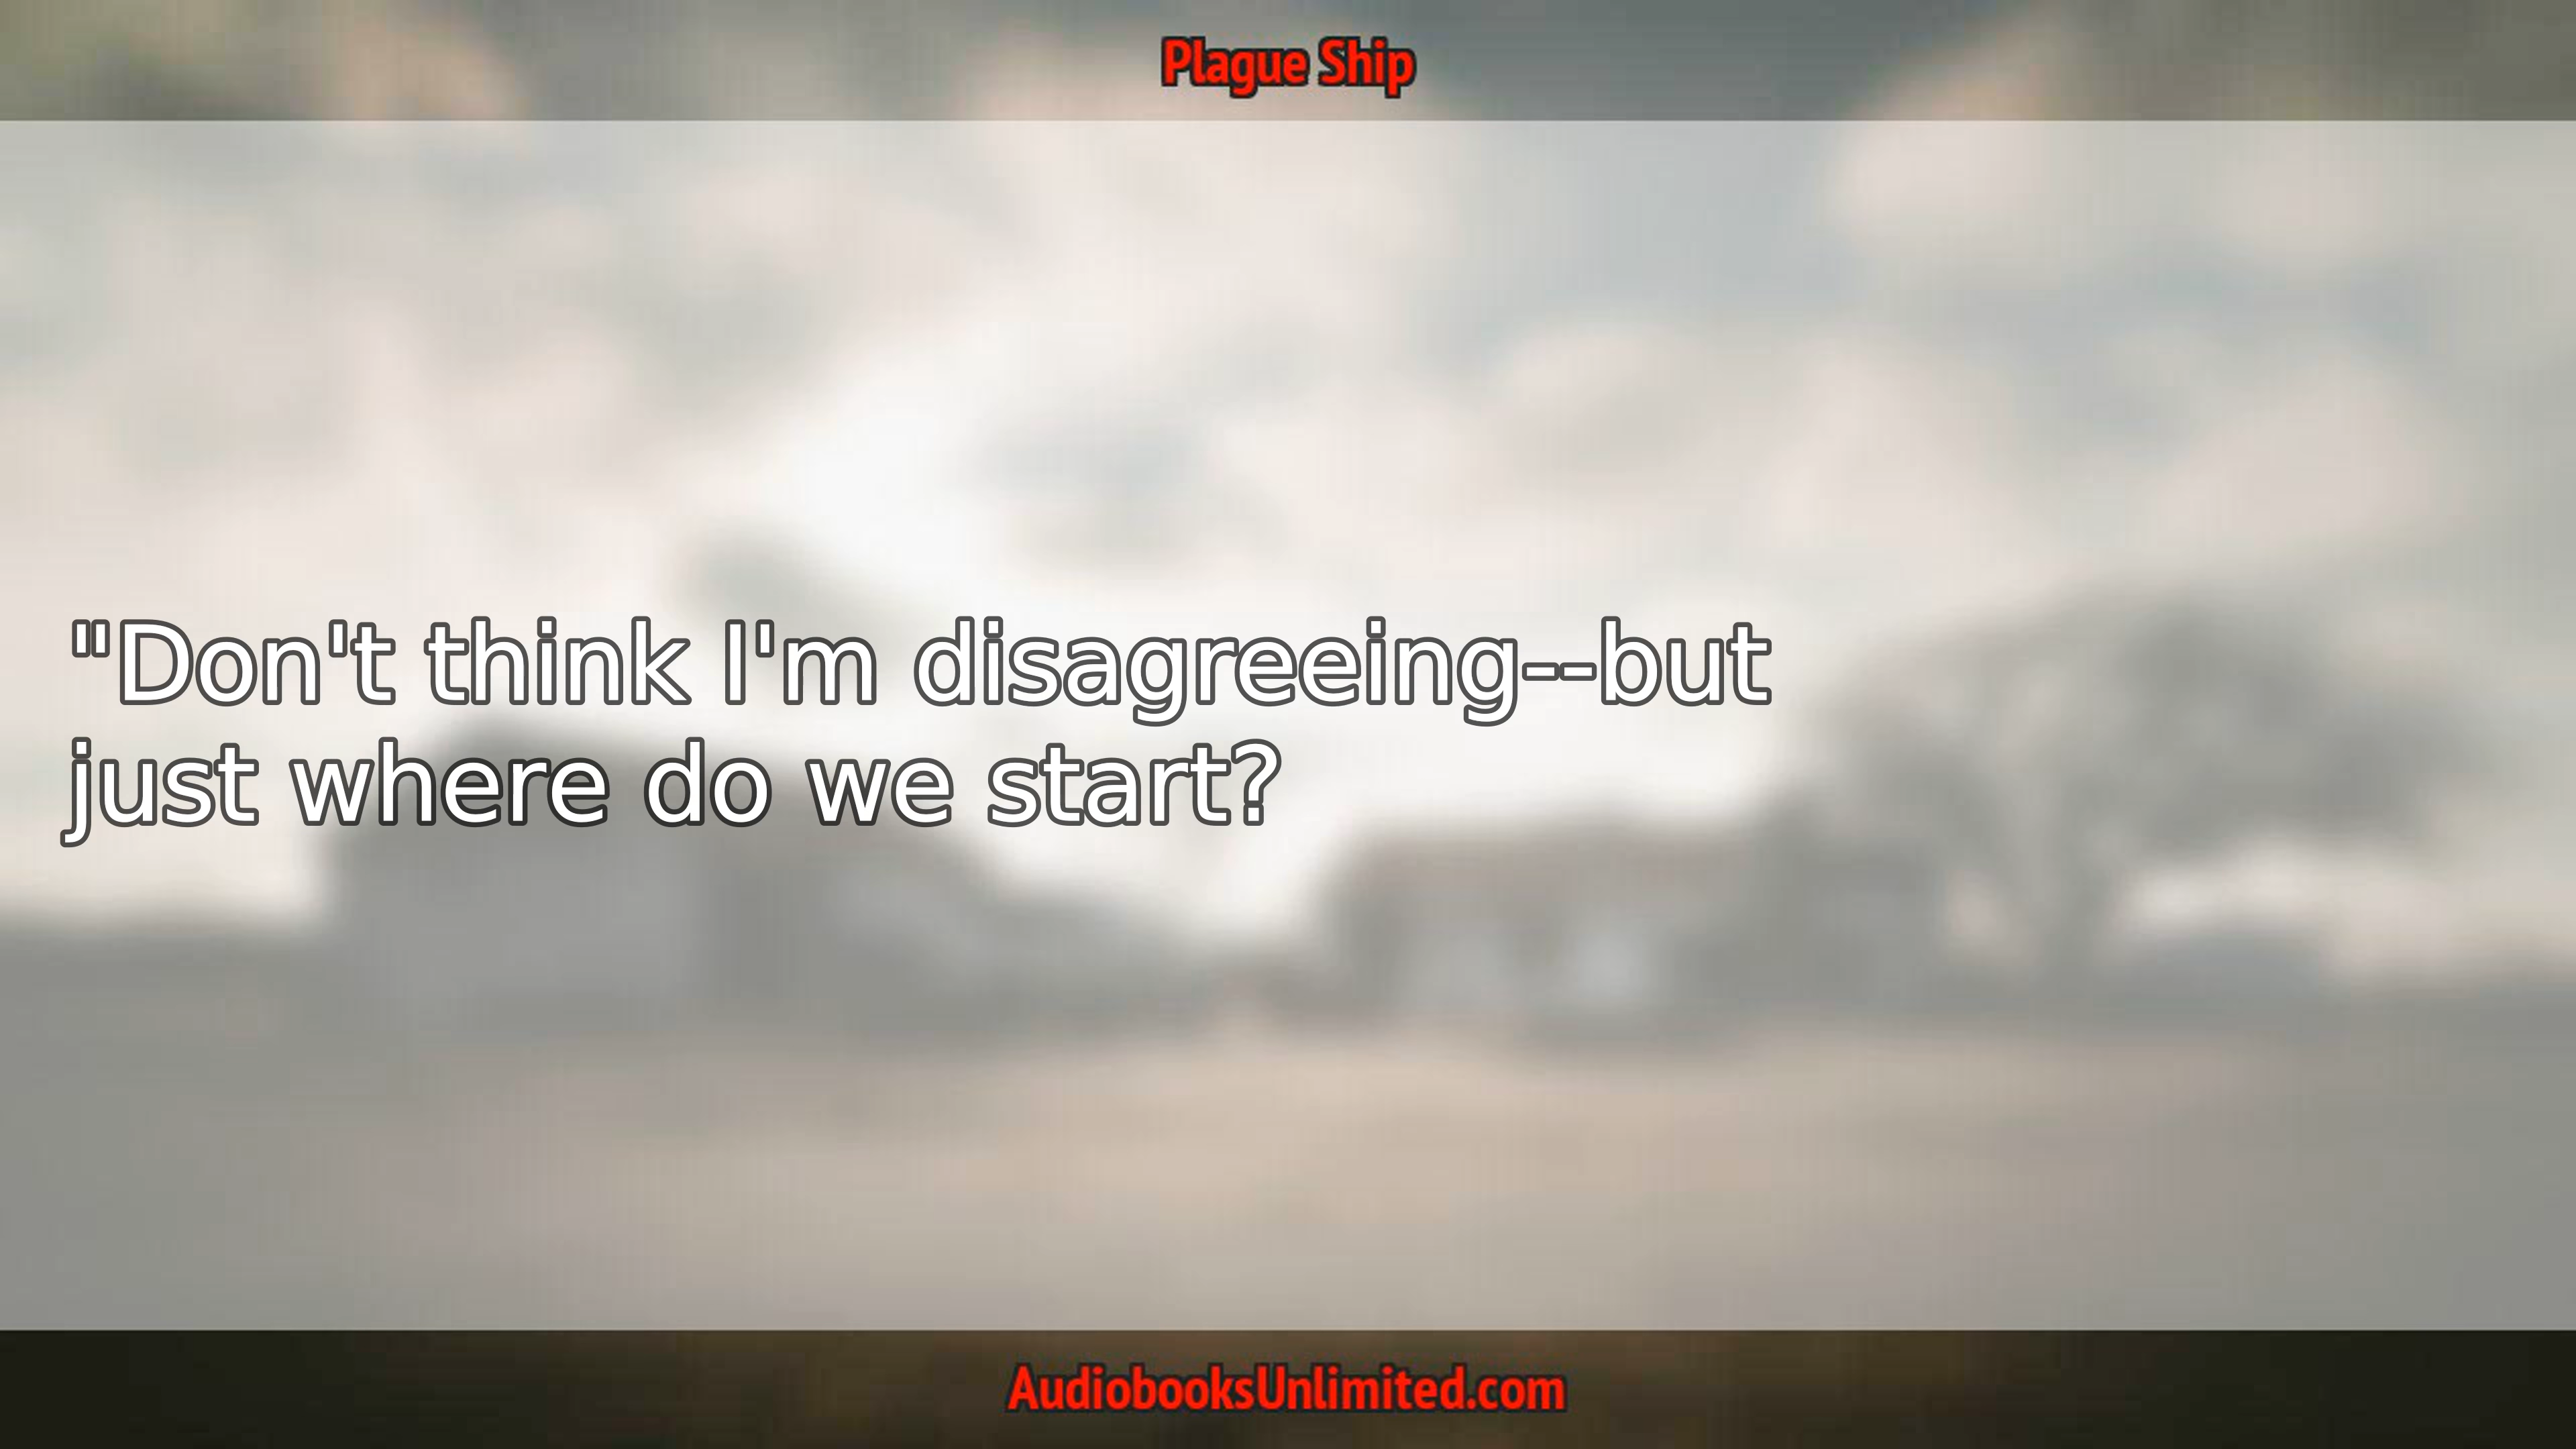 Plague Ship
"Don't think I'm disagreeing--but
just where do we start?
AudiobooksUnlimited.com